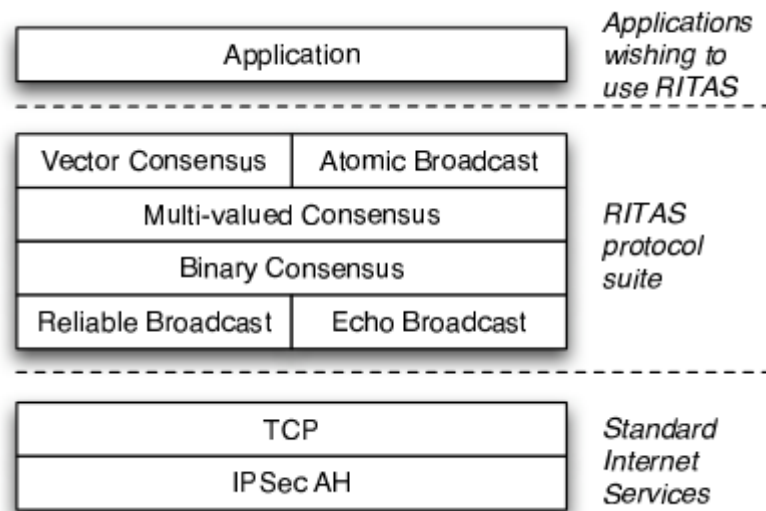 Application
Applications
wishing to
use RITAS
Vector Consensus
Atomic Broadcast
Multi-valued Consensus
Binary Consensus
Reliable Broadcast
Echo Broadcast
RITAS
protocol
suite
TCP
IPSec AH
Standard
Internet
Services